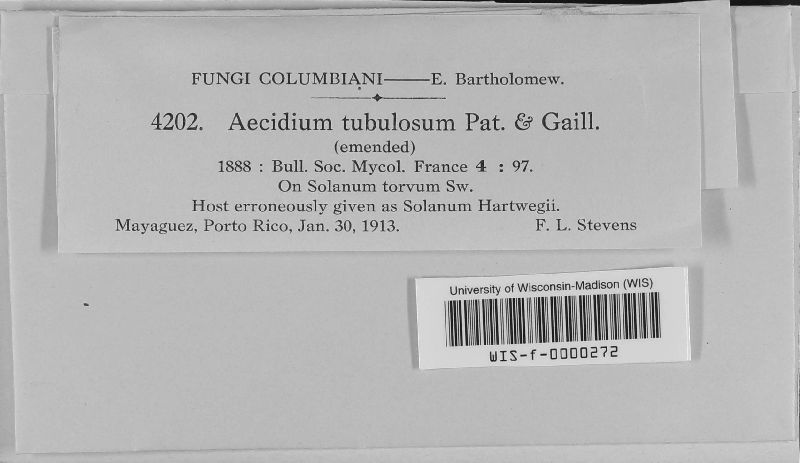 FUNGI COLUMBIANI——E. Bartholomew.
4202. Aecidium tubulosum Pat. & Gaill.
(emended)
1888 : Bull. Soc. Mycol. France 4 : 97.
On Solanum torvum Sw.
Host erroneously given as Solanum Hartwegii.
Mayaguez, Porto Rico, Jan. 30, 1913. F. L. Stevens
University of Wisconsin-Madison (WIS)
WIS-f-0000272